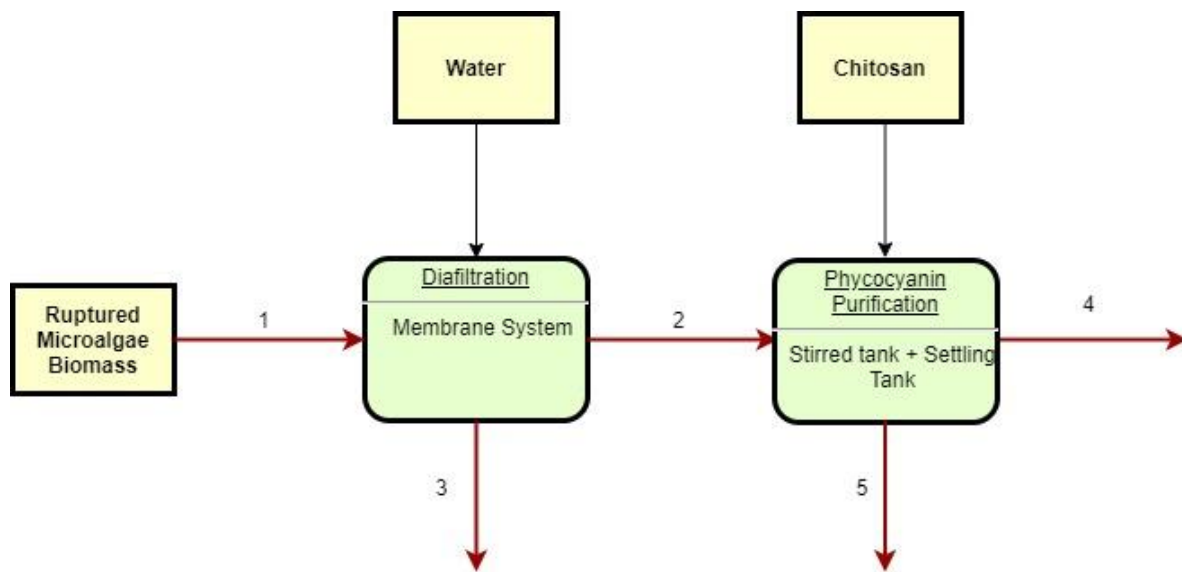 Water
Chitosan
Ruptured
Microalgae
Biomass
1
Diafiltration
Membrane System
2
Phycocyanin
Purification
Stirred tank + Settling
Tank
4
3
5